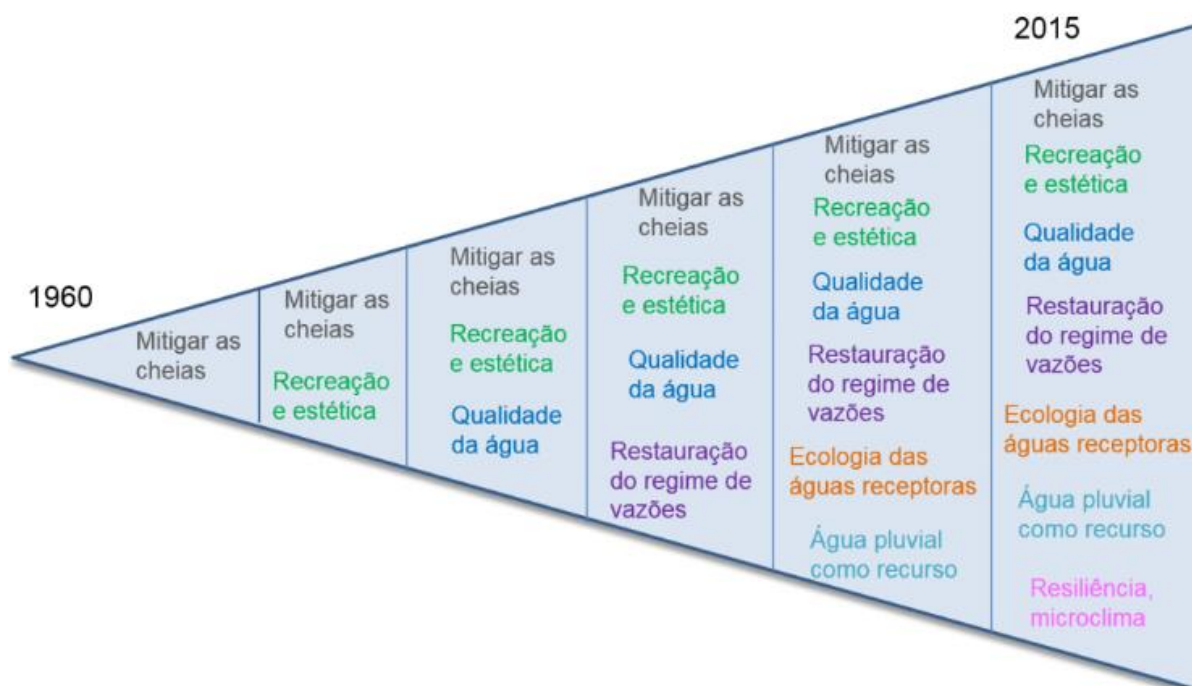 1960
2015
Mitigar as
cheias
Mitigar as
cheias
Recreação
e estética
Mitigar as
cheias
Recreação
e estética
Qualidade
da água
Mitigar as
cheias
Recreação
e estética
Qualidade
da água
Restauração
do regime de
vazões
Mitigar as
cheias
Recreação
e estética
Qualidade
da água
Restauração
do regime de
vazões
Ecologia das
águas receptoras
Água pluvial
como recurso
Mitigar as
cheias
Recreação
e estética
Qualidade
da água
Restauração
do regime de
vazões
Ecologia das
águas receptoras
Água pluvial
como recurso
Resiliência,
microclima